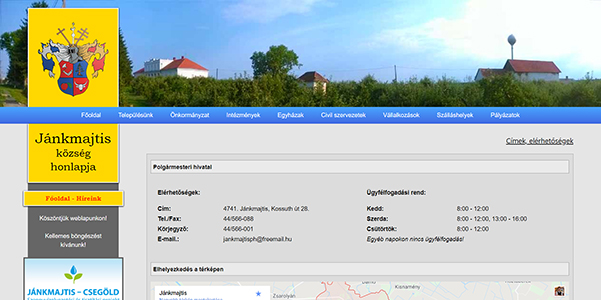 Főoldal Településünk Önkormányzat Intézmények Egyházak Civil szervezetek Vállalkozások Szálláshelyek Pályázatok
Jánkmajtis
község
honlapja
Címek, elérhetőségek
Polgármesteri hivatal
Főoldal - Híreink
Köszöntjük weblapunkon!
Kellemes böngészést
kívánunk!
Elérhetőségek:
Cím: 4741, Jánkmajtis, Kossuth út 28.
Tel./Fax: 44/566-088
Körjegyző: 44/566-001
E-mail.: jankmajtisph@freemail.hu
Ügyfélfogadási rend:
Kedd: 8:00 - 12:00
Szerda: 8:00 - 12:00, 13:00 - 16:00
Csütörtök: 8:00 - 12:00
Egyéb napokon nincs ügyfélfogadás!
Elhelyezkedés a térképen
JÁNKMAJTIS – CSEGÖLD
Jánkmajtis
Zsarolyán
Kisnamény